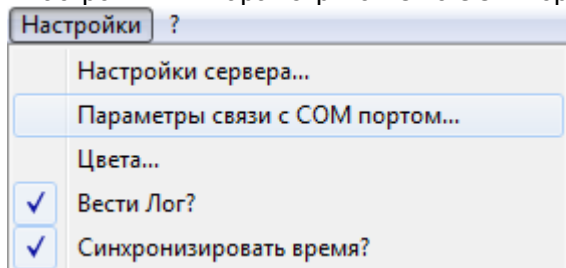 Настройки ?
Настройки сервера...
Параметры связи с COM портом...
Цвета...
Вести Лог?
Синхронизировать время?